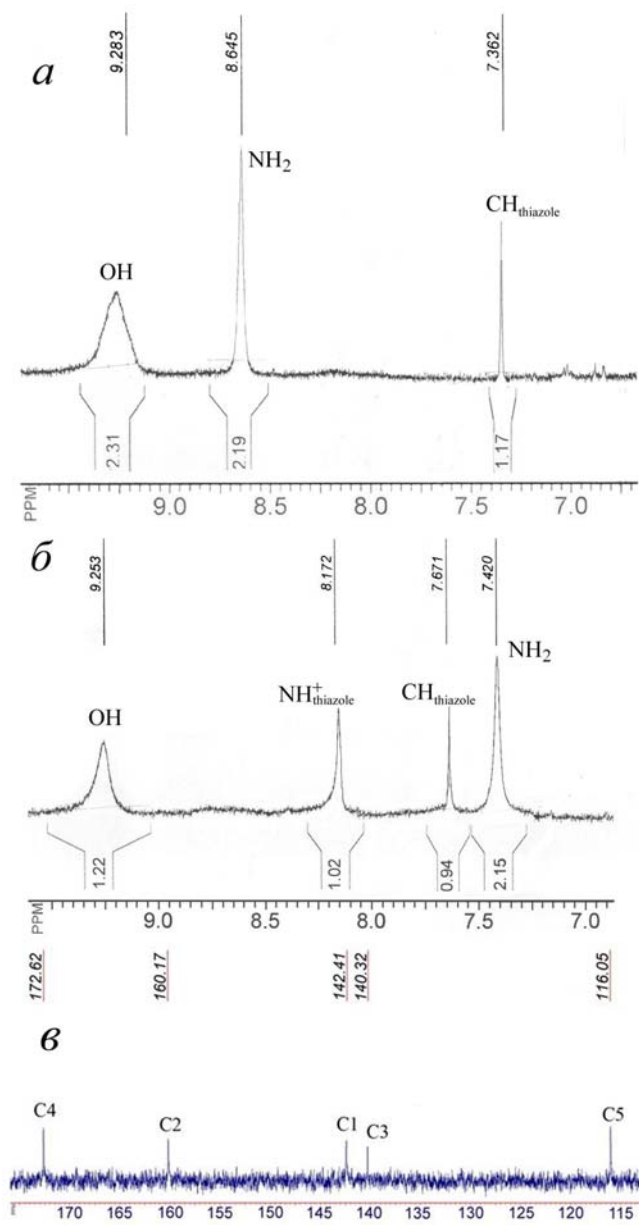 а
9.283
8.645
7.362
OH
NH2
CHthiazole
2.31
2.19
1.17
PPM
9.0
8.5
8.0
7.5
7.0
б
9.253
8.172
7.671
7.420
OH
NH+thiazole
CHthiazole
NH2
1.22
1.02
0.94
2.15
PPM
9.0
8.5
8.0
7.5
7.0
172.62
160.17
142.41
140.32
116.05
в
C4
C2
C1
C3
C5
170
165
160
155
150
145
140
135
130
125
120
115